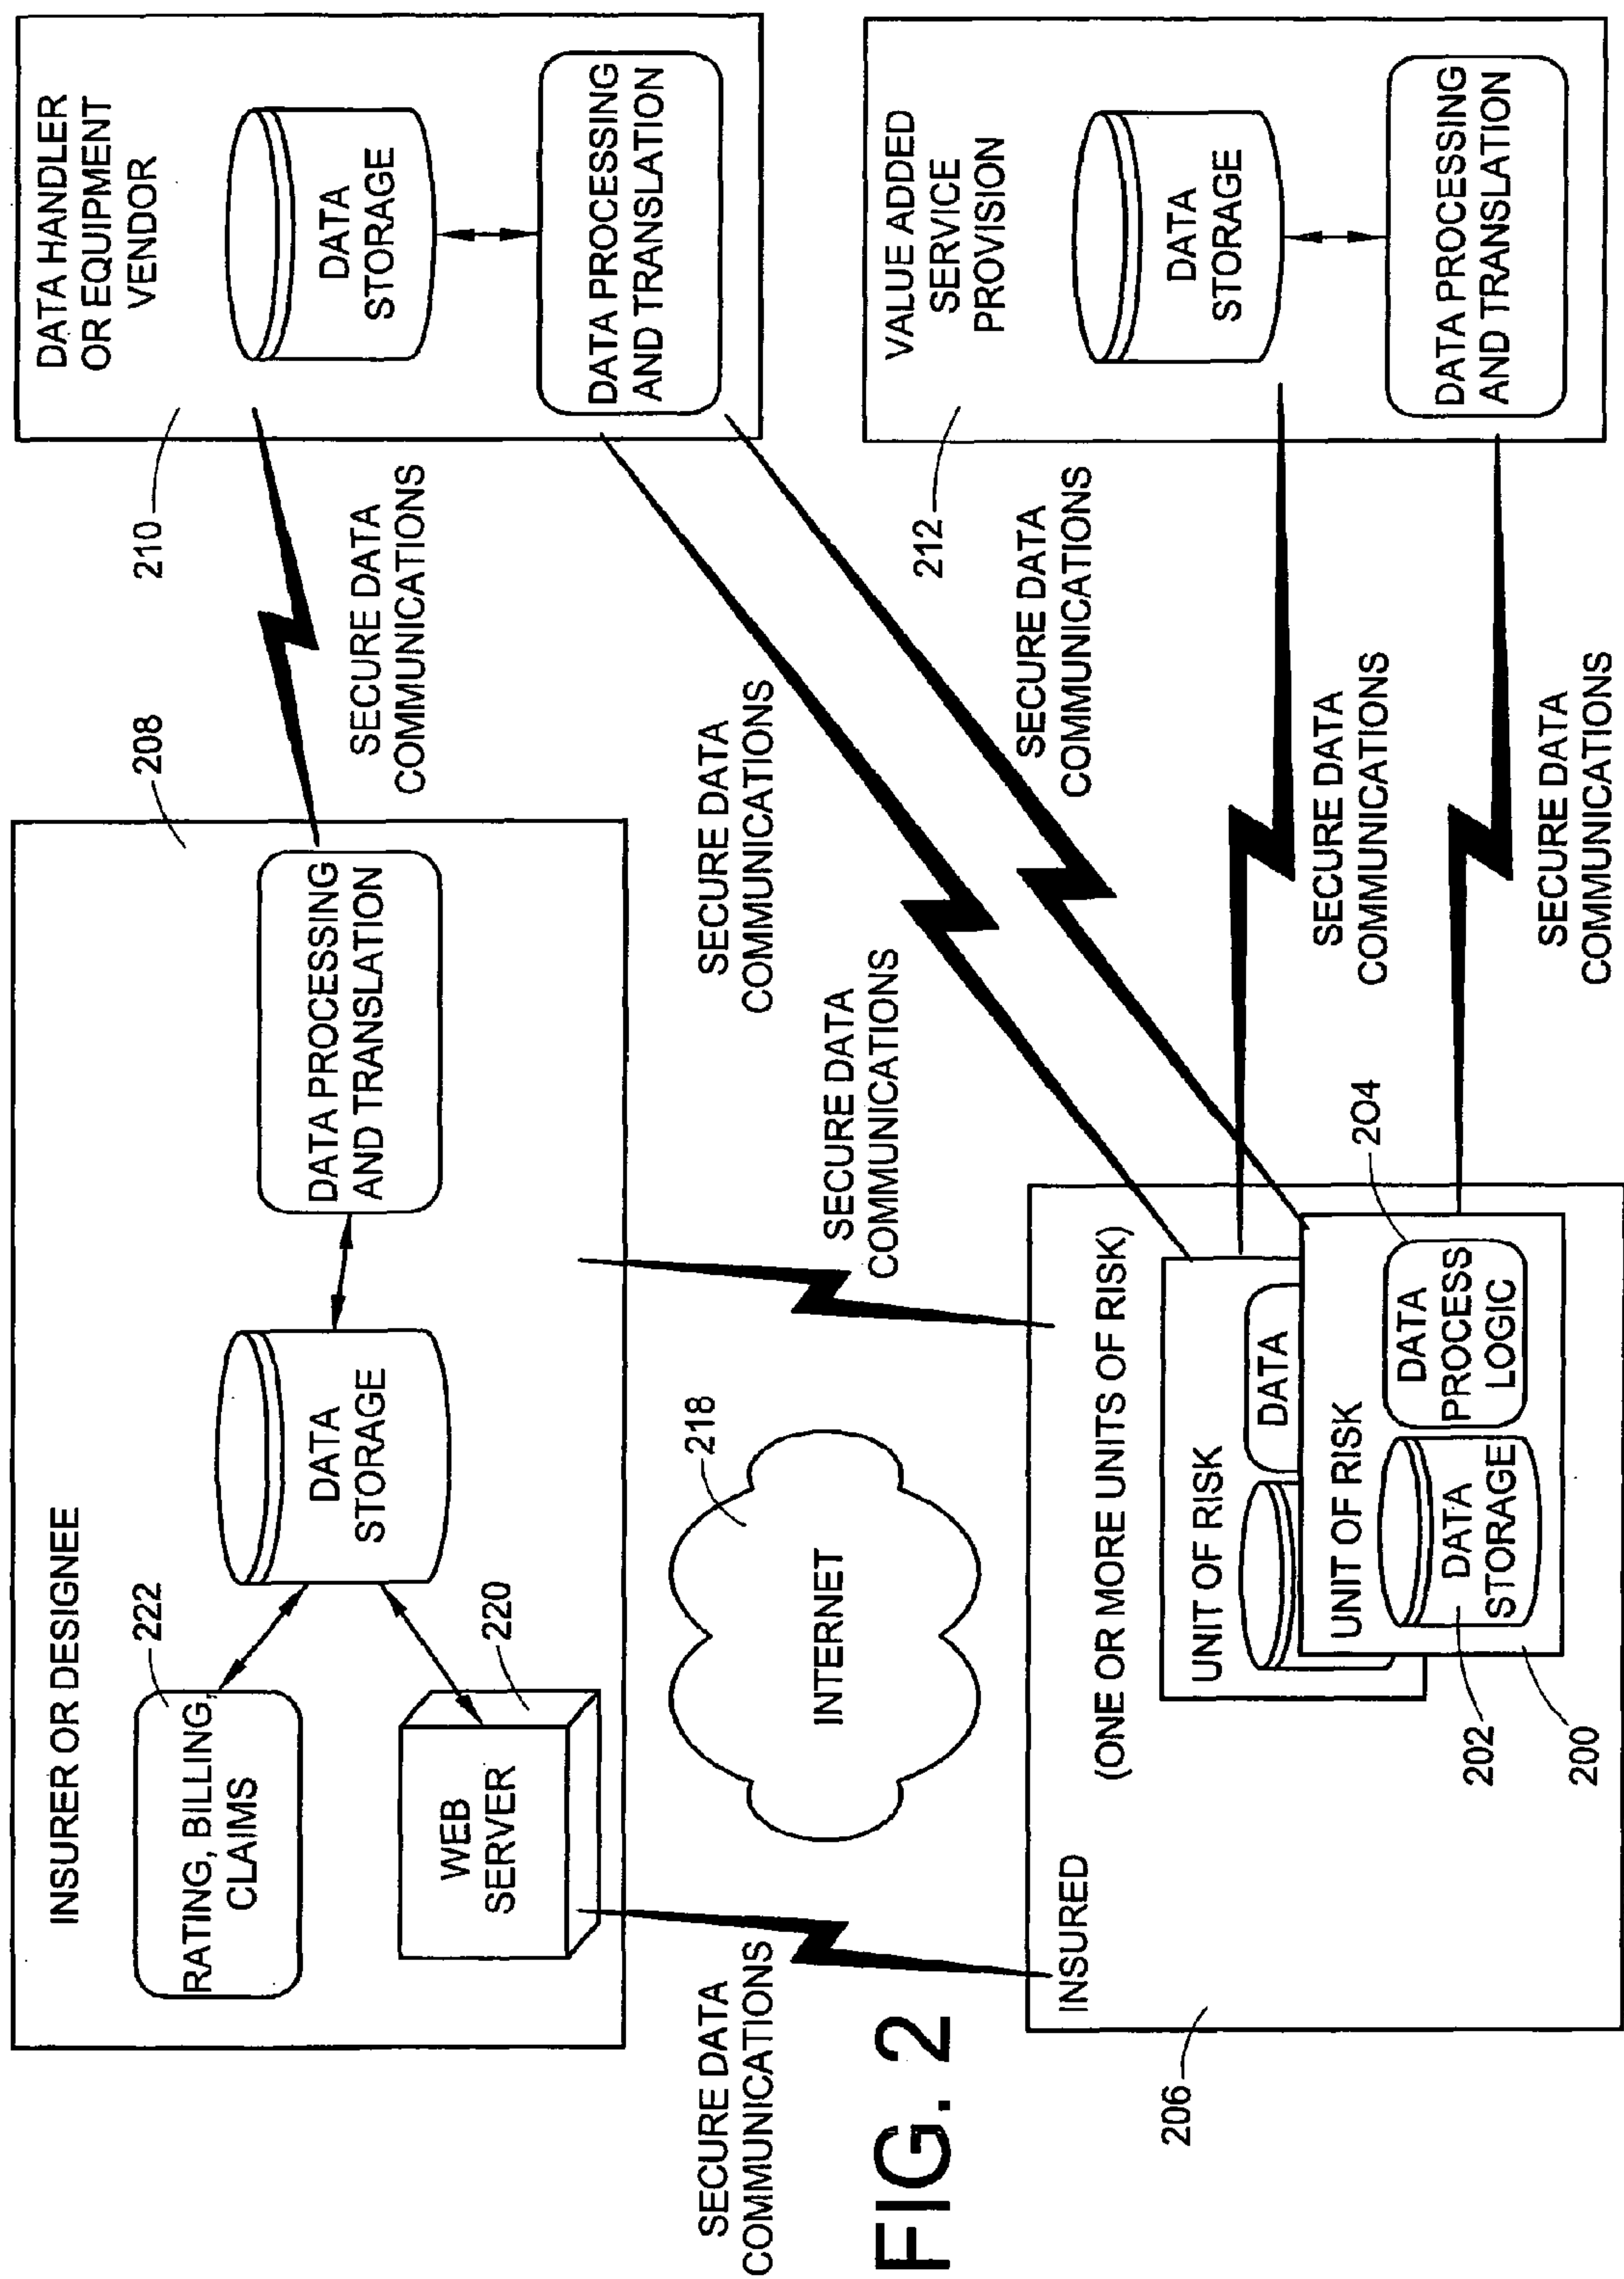 INSURER OR DESIGNEE
208
222
RATING, BILLING,
CLAIMS
220
WEB
SERVER
DATA
STORAGE
DATA PROCESSING
AND TRANSLATION
SECURE DATA
COMMUNICATIONS
210
DATA HANDLER
OR EQUIPMENT
VENDOR
DATA
STORAGE
DATA PROCESSING
AND TRANSLATION
SECURE DATA
COMMUNICATIONS
218
INTERNET
SECURE DATA
COMMUNICATIONS
SECURE DATA
COMMUNICATIONS
SECURE DATA
COMMUNICATIONS
212
VALUE ADDED
SERVICE
PROVISION
DATA
STORAGE
DATA PROCESSING
AND TRANSLATION
FIG. 2
206
INSURED
(ONE OR MORE UNITS OF RISK)
UNIT OF RISK
DATA
UNIT OF RISK
204
DATA
PROCESS
LOGIC
DATA
STORAGE
202
200
SECURE DATA
COMMUNICATIONS
SECURE DATA
COMMUNICATIONS